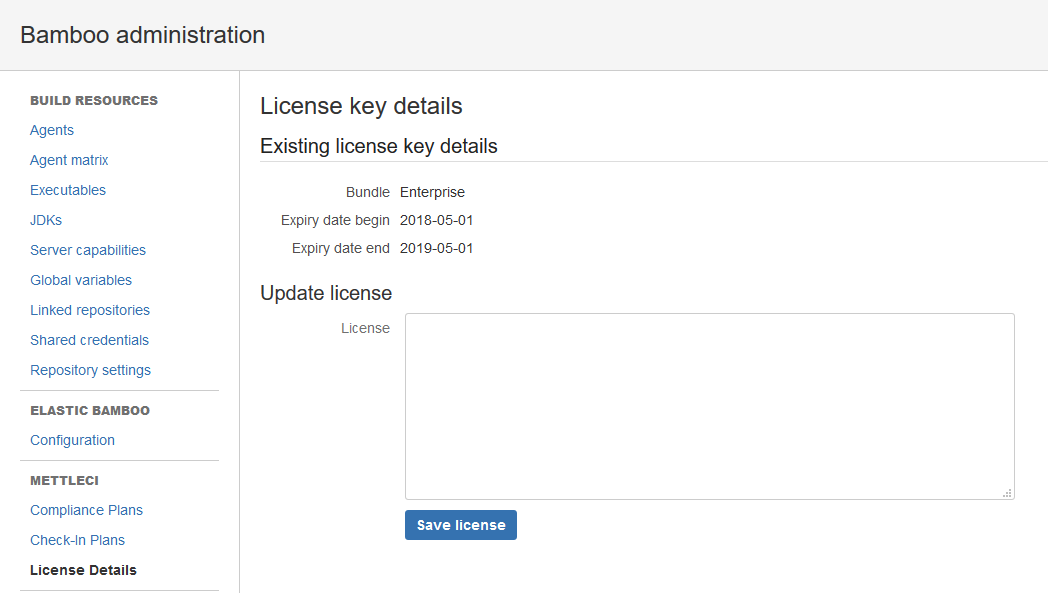 Bamboo administration
BUILD RESOURCES
Agents
Agent matrix
Executables
JDKs
Server capabilities
Global variables
Linked repositories
Shared credentials
Repository settings
ELASTIC BAMBOO
Configuration
METTLECI
Compliance Plans
Check-In Plans
License Details
License key details
Existing license key details
Bundle Enterprise
Expiry date begin 2018-05-01
Expiry date end 2019-05-01
Update license
License
Save license